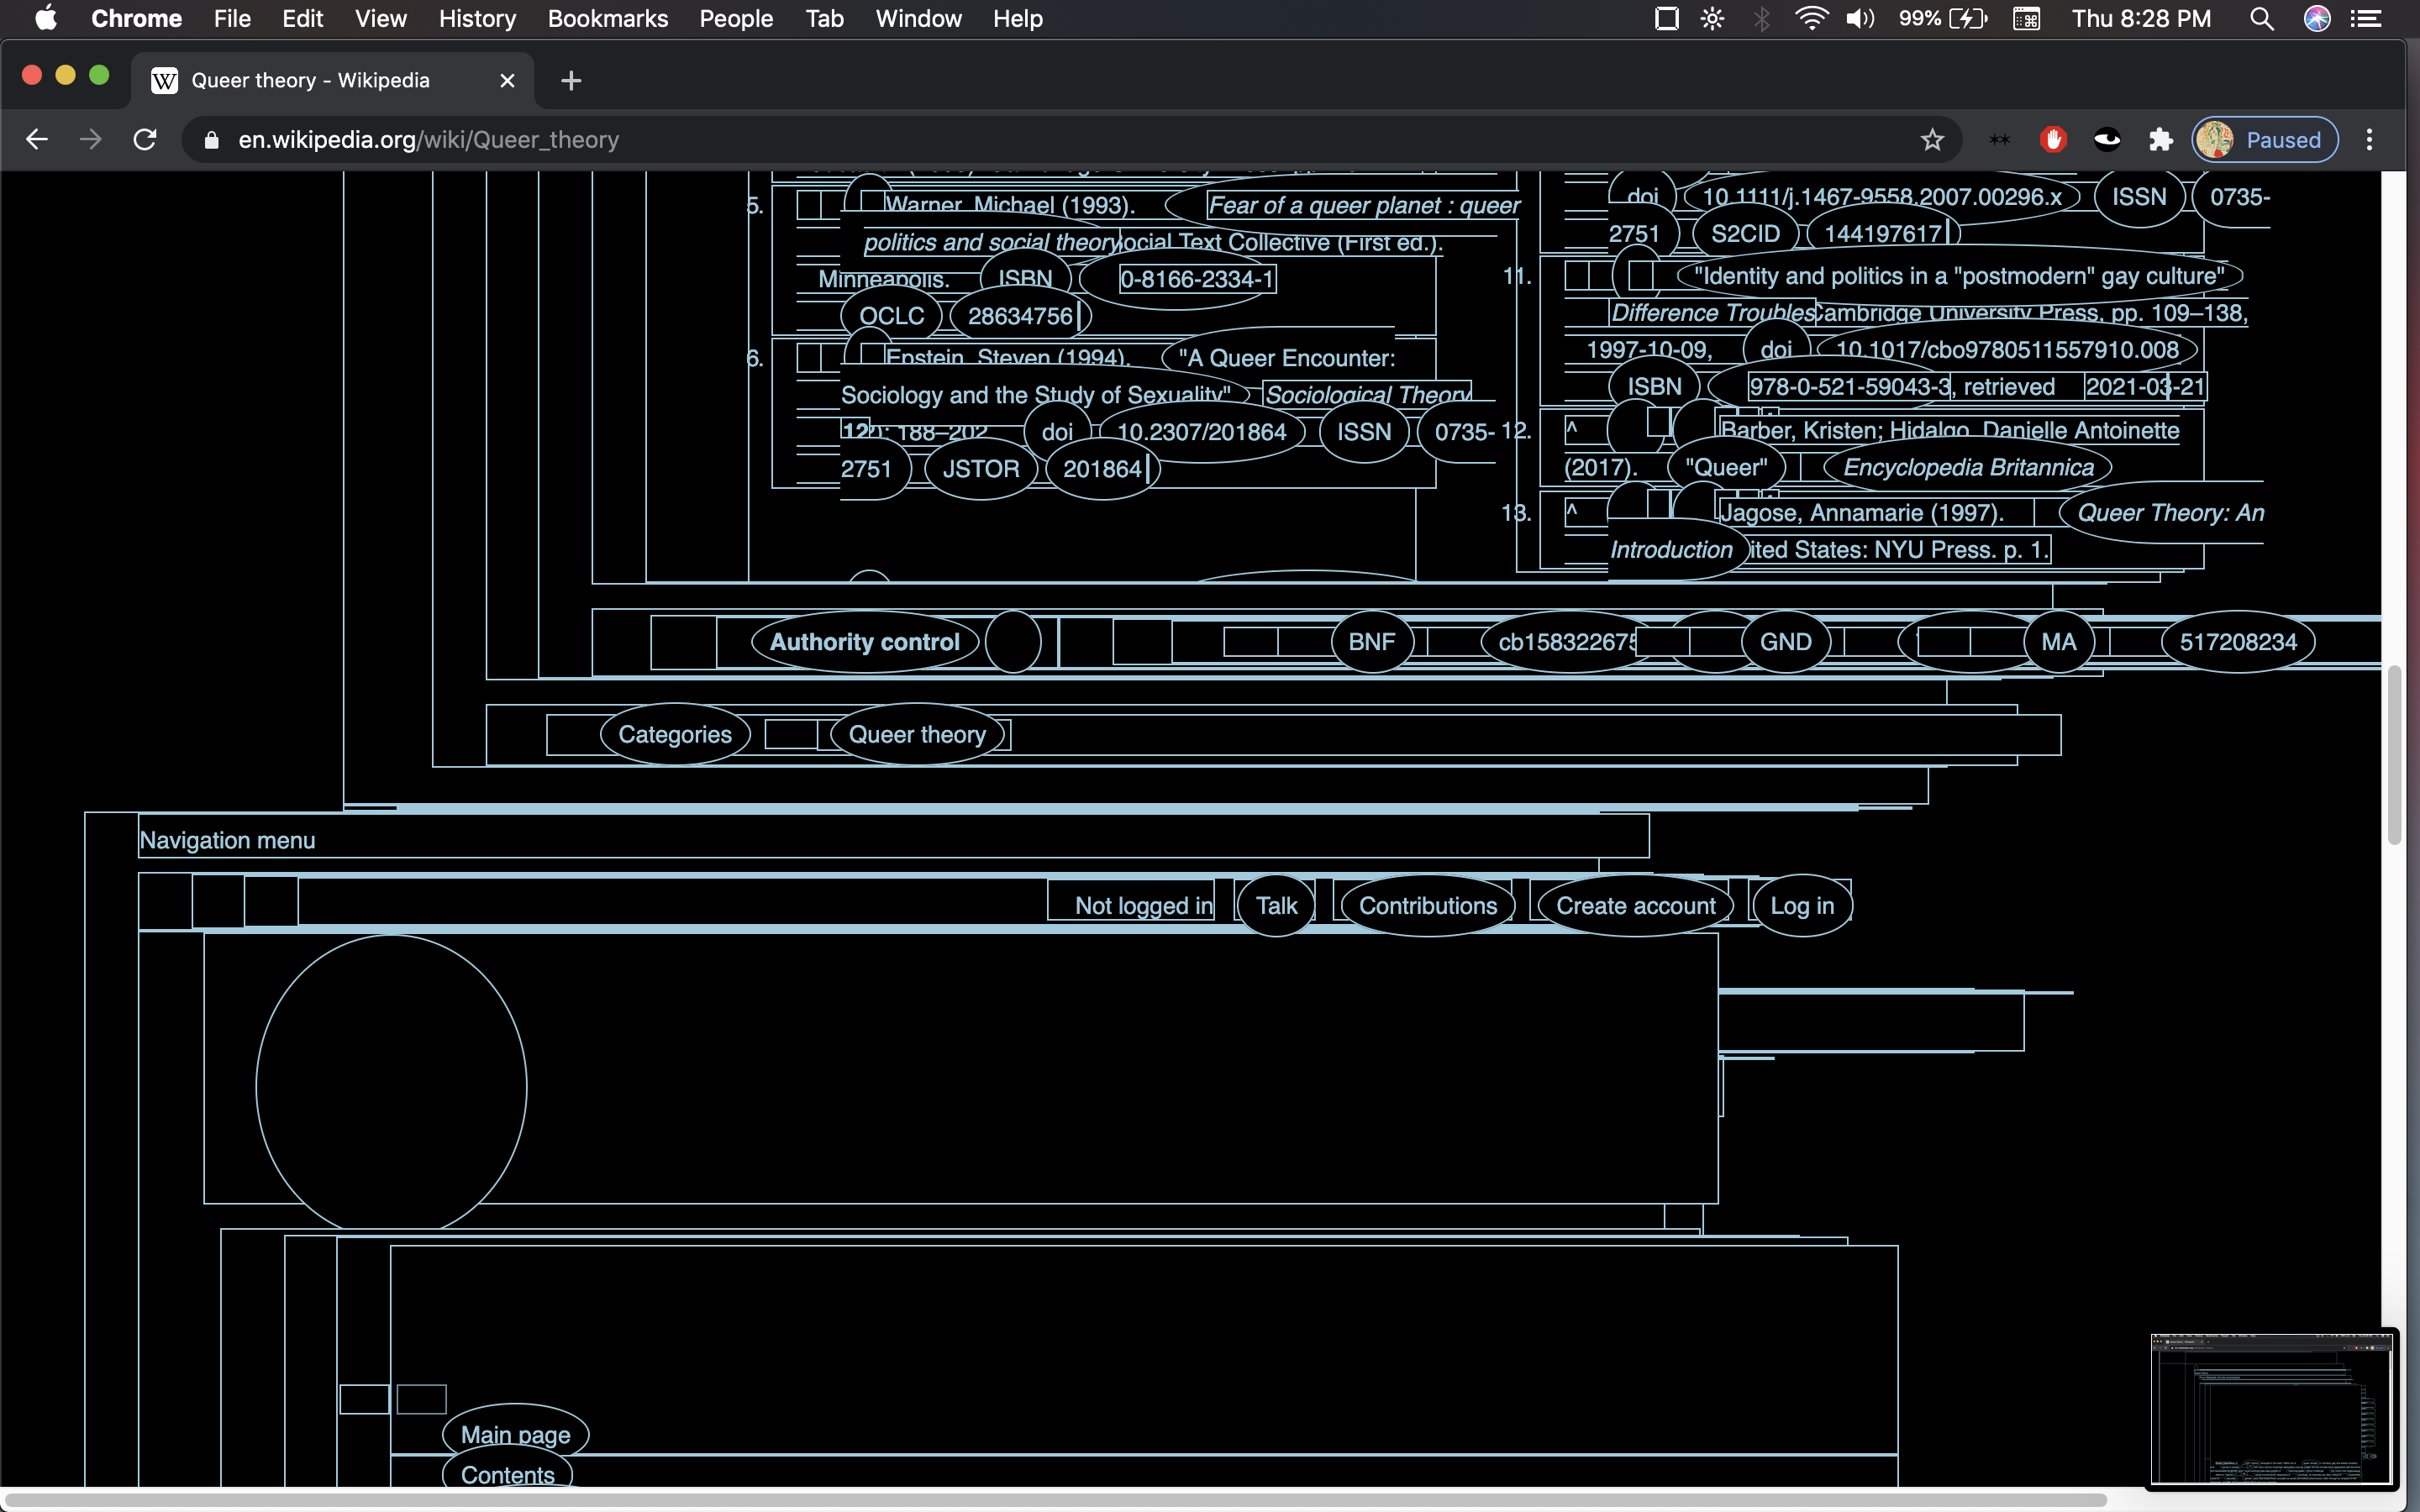 Chrome File Edit View History Bookmarks People Tab Window Help 99% Thu 8:28 PM
Queer theory - Wikipedia
en.wikipedia.org/wiki/Queer_theory Paused
5. Warner, Michael (1993). Fear of a queer planet : queer
politics and social theory ocial Text Collective (First ed.).
Minneapolis. ISBN 0-8166-2334-1
OCLC 28634756
6. Epstein, Steven (1994). "A Queer Encounter:
Sociology and the Study of Sexuality" Sociological Theory
12 : 188–202 doi 10.2307/201864 ISSN 0735-
2751 JSTOR 201864
doi 10.1111/j.1467-9558.2007.00296.x ISSN 0735-
2751 S2CID 144197617
11. "Identity and politics in a "postmodern" gay culture"
Difference Troubles Cambridge University Press, pp. 109–138,
1997-10-09, doi 10.1017/cbo9780511557910.008
ISBN 978-0-521-59043-3, retrieved 2021-03-21
12. ^ Barber, Kristen; Hidalgo, Danielle Antoinette
(2017). "Queer" Encyclopedia Britannica
13. ^ Jagose, Annamarie (1997). Queer Theory: An
Introduction ited States: NYU Press. p. 1.
Authority control BNF cb15832267 GND MA 517208234
Categories Queer theory
Navigation menu
Not logged in Talk Contributions Create account Log in
Main page
Contents